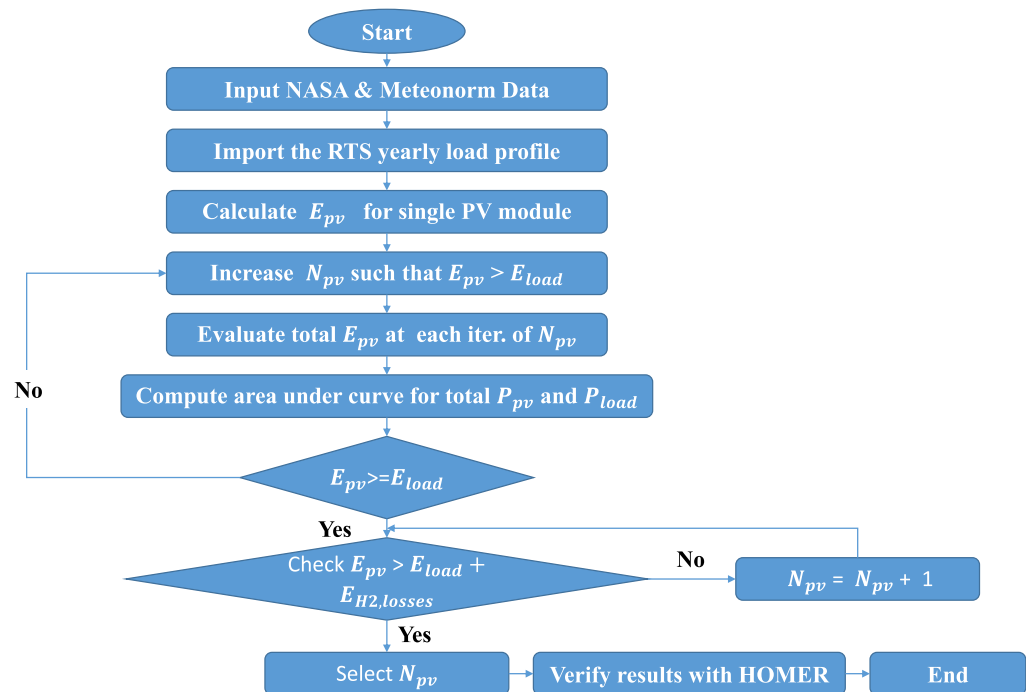 Start
Input NASA & Meteonorm Data
Import the RTS yearly load profile
Calculate E_pv for single PV module
Increase N_pv such that E_pv > E_load
Evaluate total E_pv at each iter. of N_pv
Compute area under curve for total P_pv and P_load
No
E_pv>=E_load
Yes
Check E_pv > E_load +
E_H2,losses
No
N_pv = N_pv + 1
Yes
Select N_pv
Verify results with HOMER
End